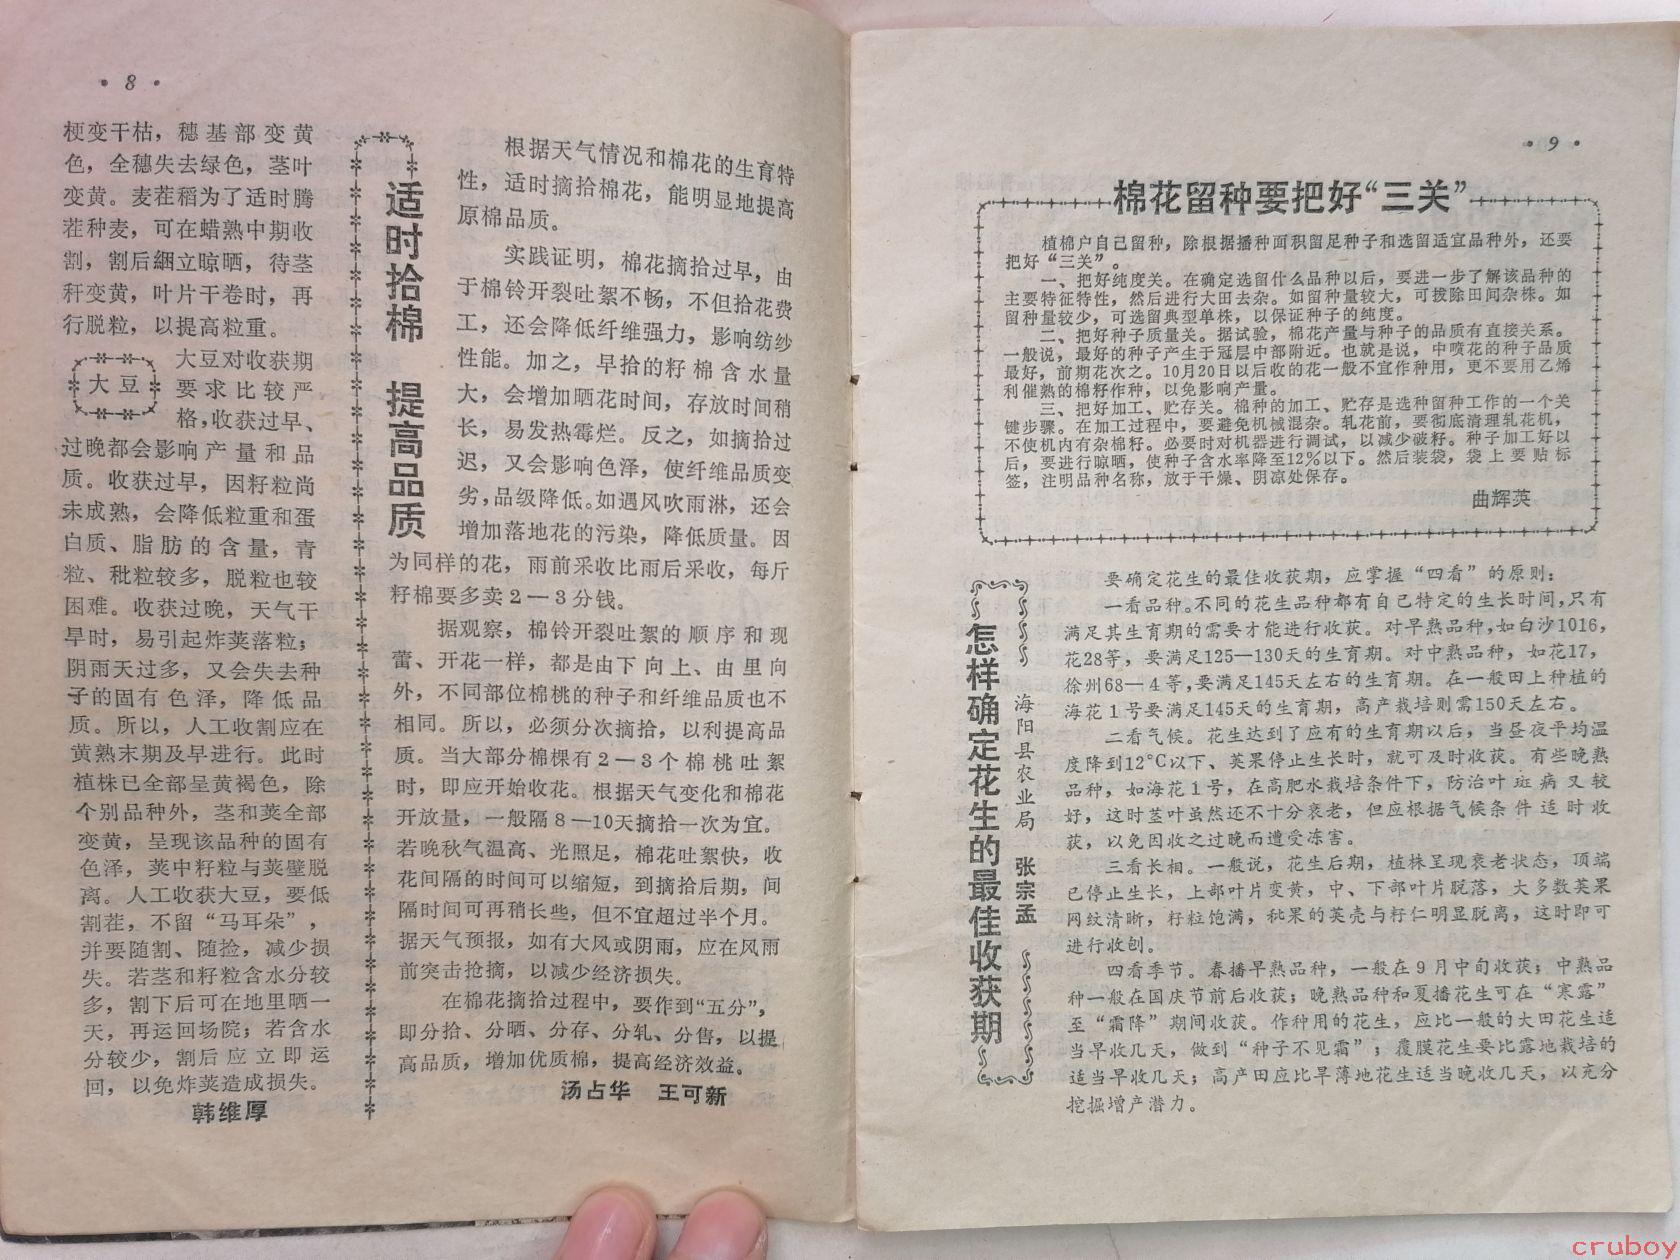 • 8 •
梗变干枯，穗基部变黄
色，全穗失去绿色，茎叶
变黄。麦茬稻为了适时腾
茬种麦，可在蜡熟中期收
割，割后綑立晾晒，待茎
秆变黄，叶片干卷时，再
行脱粒，以提高粒重。
大豆
大豆对收获期
要求比较严
格，收获过早、
过晚都会影响产量和品
质。收获过早，因籽粒尚
未成熟，会降低粒重和蛋
白质、脂肪的含量，青
粒、秕粒较多，脱粒也较
困难。收获过晚，天气干
旱时，易引起炸荚落粒；
阴雨天过多，又会失去种
子的固有色泽，降低品
质。所以，人工收割应在
黄熟末期及早进行。此时
植株已全部呈黄褐色，除
个别品种外，茎和荚全部
变黄，呈现该品种的固有
色泽，荚中籽粒与荚壁脱
离。人工收获大豆，要低
割茬，不留“马耳朵”，
并要随割、随捡，减少损
失。若茎和籽粒含水分较
多，割下后可在地里晒一
天，再运回场院；若含水
分较少，割后应立即运
回，以免炸荚造成损失。
韩维厚
适时拾棉 提高品质
根据天气情况和棉花的生育特
性，适时摘拾棉花，能明显地提高
原棉品质。
实践证明，棉花摘拾过早，由
于棉铃开裂吐絮不畅，不但拾花费
工，还会降低纤维强力，影响纺纱
性能。加之，早拾的籽棉含水量
大，会增加晒花时间，存放时间稍
长，易发热霉烂。反之，如摘拾过
迟，又会影响色泽，使纤维品质变
劣，品级降低。如遇风吹雨淋，还会
增加落地花的污染，降低质量。因
为同样的花，雨前采收比雨后采收，每斤
籽棉要多卖2—3分钱。
据观察，棉铃开裂吐絮的顺序和现
蕾、开花一样，都是由下向上、由里向
外，不同部位棉桃的种子和纤维品质也不
相同。所以，必须分次摘拾，以利提高品
质。当大部分棉棵有2—3个棉桃吐絮
时，即应开始收花。根据天气变化和棉花
开放量，一般隔8—10天摘拾一次为宜。
若晚秋气温高、光照足，棉花吐絮快，收
花间隔的时间可以缩短，到摘拾后期，间
隔时间可再稍长些，但不宜超过半个月。
据天气预报，如有大风或阴雨，应在风雨
前突击抢摘，以减少经济损失。
在棉花摘拾过程中，要作到“五分”，
即分拾、分晒、分存、分轧、分售，以提
高品质，增加优质棉，提高经济效益。
汤占华 王可新
• 9 •
棉花留种要把好“三关”
植棉户自己留种，除根据播种面积留足种子和选留适宜品种外，还要
把好“三关”。
一、把好纯度关。在确定选留什么品种以后，要进一步了解该品种的
主要特征特性，然后进行大田去杂。如留种量较大，可拨除田间杂株。如
留种量较少，可选留典型单株，以保证种子的纯度。
二、把好种子质量关。据试验，棉花产量与种子的品质有直接关系。
一般说，最好的种子产生于冠层中部附近。也就是说，中喷花的种子品质
最好，前期花次之。10月20日以后收的花一般不宜作种用，更不要用乙烯
利催熟的棉籽作种，以免影响产量。
三、把好加工、贮存关。棉种的加工、贮存是选种留种工作的一个关
键步骤。在加工过程中，要避免机械混杂。轧花前，要彻底清理轧花机，
不使机内有杂棉籽。必要时对机器进行调试，以减少破籽。种子加工好以
后，要进行晾晒，使种子含水率降至12%以下。然后装袋，袋上要贴标
签，注明品种名称，放于干燥、阴凉处保存。
曲辉英
怎样确定花生的最佳收获期
海阳县农业局 张宗孟
要确定花生的最佳收获期，应掌握“四看”的原则：
一看品种。不同的花生品种都有自己特定的生长时间，只有
满足其生育期的需要才能进行收获。对早熟品种，如白沙1016，
花28等，要满足125—130天的生育期。对中熟品种，如花17，
徐州68—4等，要满足145天左右的生育期。在一般田上种植的
海花1号要满足145天的生育期，高产栽培则需150天左右。
二看气候。花生达到了应有的生育期以后，当昼夜平均温
度降到12°C以下、荚果停止生长时，就可及时收获。有些晚熟
品种，如海花1号，在高肥水栽培条件下，防治叶斑病又较
好，这时茎叶虽然还不十分衰老，但应根据气候条件适时收
获，以免因收之过晚而遭受冻害。
三看长相。一般说，花生后期，植株呈现衰老状态，顶端
已停止生长，上部叶片变黄，中、下部叶片脱落，大多数荚果
网纹清晰，籽粒饱满，秕果的荚壳与籽仁明显脱离，这时即可
进行收刨。
四看季节。春播早熟品种，一般在9月中旬收获；中熟品
种一般在国庆节前后收获；晚熟品种和夏播花生可在“寒露”
至“霜降”期间收获。作种用的花生，应比一般的大田花生适
当早收几天，做到“种子不见霜”；覆膜花生要比露地栽培的
适当早收几天；高产田应比旱薄地花生适当晚收几天，以充分
挖掘增产潜力。
cruboy